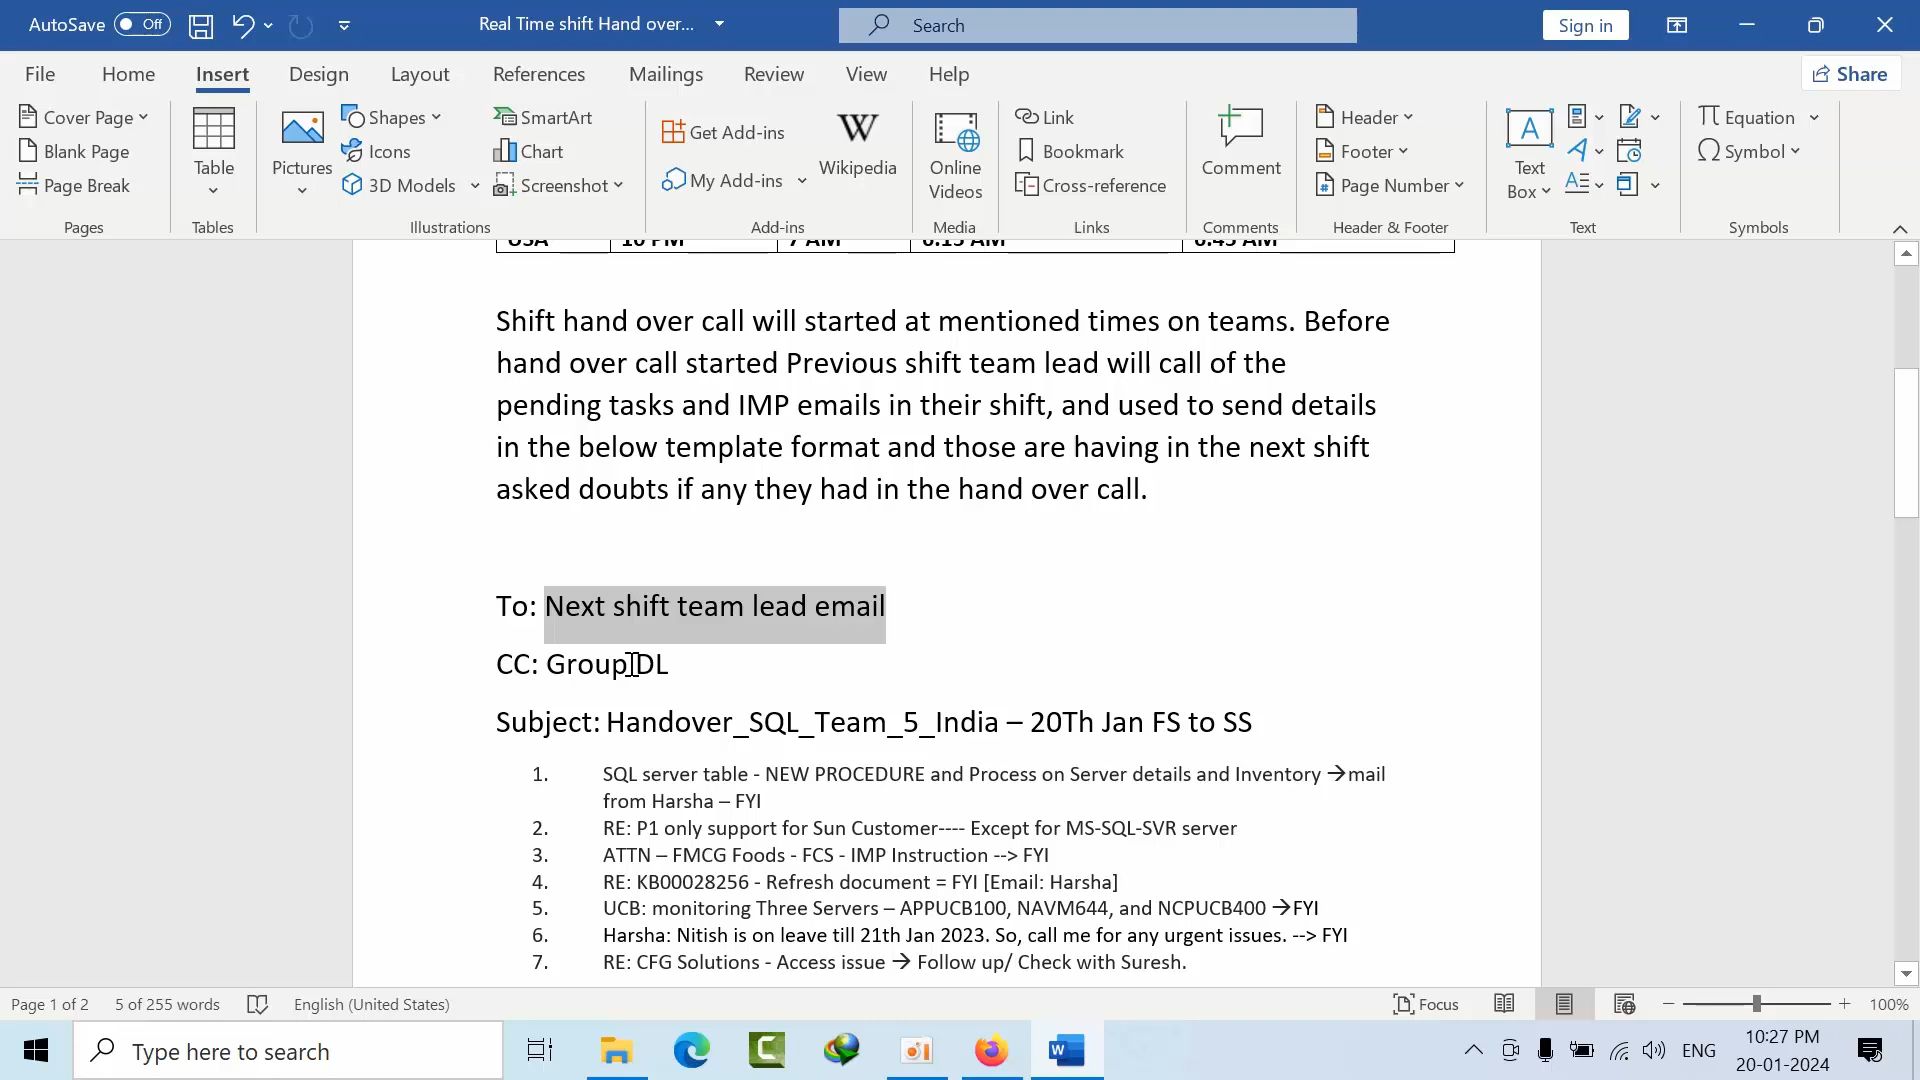 AutoSave Off Real Time shift Hand over... Search Sign in
File Home Insert Design Layout References Mailings Review View Help Share
Cover Page
Blank Page
Page Break
Pages
Table
Tables
Pictures
Shapes
Icons
3D Models
SmartArt
Chart
Screenshot
Illustrations
Get Add-ins
My Add-ins
Wikipedia
Add-ins
Online
Videos
Media
Link
Bookmark
Cross-reference
Links
Comment
Comments
Header
Footer
Page Number
Header & Footer
Text
Box
Text
Equation
Symbol
Symbols
USA 10 PM 7 AM 6:15 AM 6:45 AM
Shift hand over call will started at mentioned times on teams. Before
hand over call started Previous shift team lead will call of the
pending tasks and IMP emails in their shift, and used to send details
in the below template format and those are having in the next shift
asked doubts if any they had in the hand over call.
To: Next shift team lead email
CC: Group DL
Subject: Handover_SQL_Team_5_India – 20Th Jan FS to SS
1. SQL server table - NEW PROCEDURE and Process on Server details and Inventory →mail
from Harsha – FYI
2. RE: P1 only support for Sun Customer---- Except for MS-SQL-SVR server
3. ATTN – FMCG Foods - FCS - IMP Instruction --> FYI
4. RE: KB00028256 - Refresh document = FYI [Email: Harsha]
5. UCB: monitoring Three Servers – APPUCB100, NAVM644, and NCPUCB400 →FYI
6. Harsha: Nitish is on leave till 21th Jan 2023. So, call me for any urgent issues. --> FYI
7. RE: CFG Solutions - Access issue → Follow up/ Check with Suresh.
Page 1 of 2 5 of 255 words English (United States) Focus 100%
Type here to search ENG 10:27 PM
20-01-2024